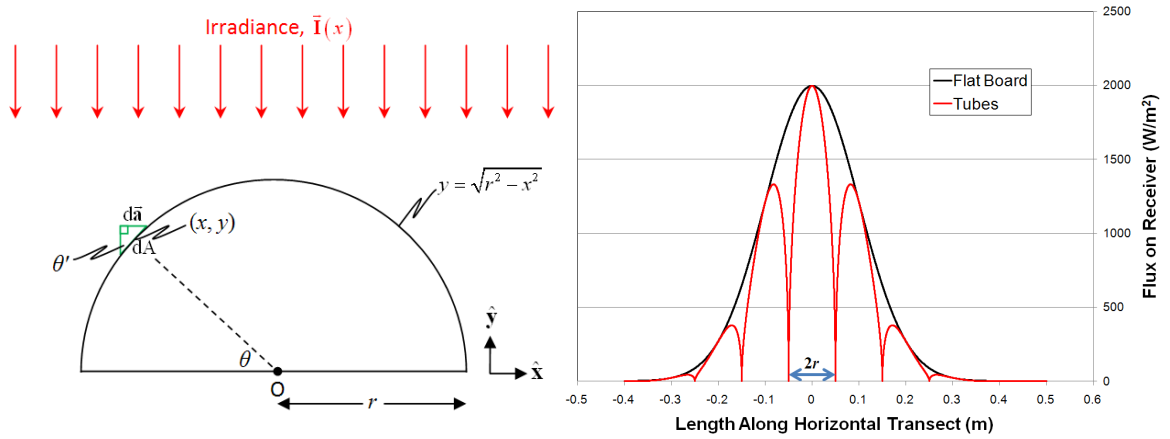 Irradiance, I⃗(x)
y = √r² − x²
da⃗
(x, y)
dA
θ′
θ
O
r
ŷ
x̂
2500
2000
1500
1000
500
0
Flux on Receiver (W/m²)
Flat Board
Tubes
2r
-0.5 -0.4 -0.3 -0.2 -0.1 0 0.1 0.2 0.3 0.4 0.5 0.6
Length Along Horizontal Transect (m)